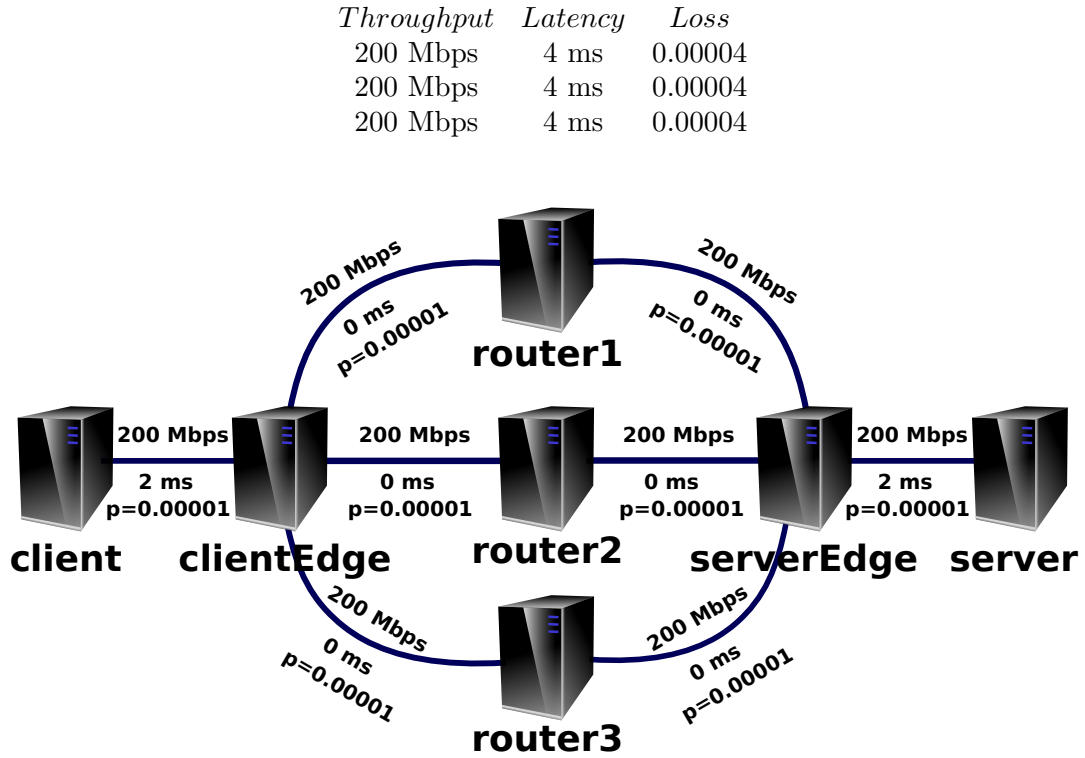 Throughput Latency Loss
200 Mbps 4 ms 0.00004
200 Mbps 4 ms 0.00004
200 Mbps 4 ms 0.00004
200 Mbps
0 ms
p=0.00001
200 Mbps
0 ms
p=0.00001
router1
200 Mbps
2 ms
p=0.00001
200 Mbps
0 ms
p=0.00001
200 Mbps
0 ms
p=0.00001
200 Mbps
2 ms
p=0.00001
client
clientEdge
router2
serverEdge
server
200 Mbps
0 ms
p=0.00001
200 Mbps
0 ms
p=0.00001
router3